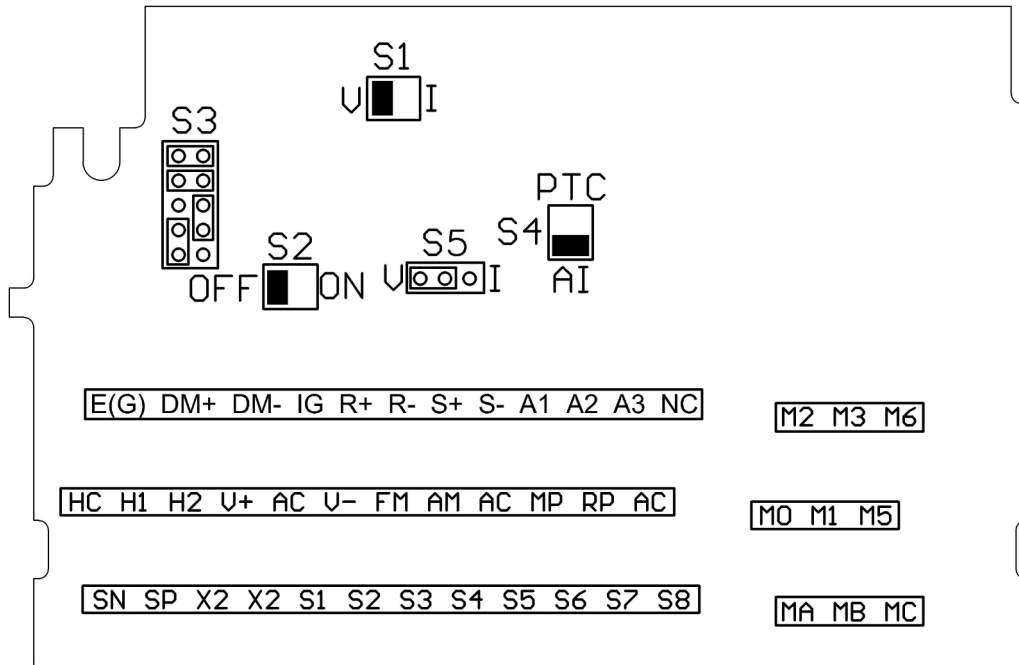 S1
V I
S3
PTC
S4
AI
S2
OFF ON
S5
V I
E(G) DM+ DM- IG R+ R- S+ S- A1 A2 A3 NC
M2 M3 M6
HC H1 H2 V+ AC V- FM AM AC MP RP AC
M0 M1 M5
SN SP X2 X2 S1 S2 S3 S4 S5 S6 S7 S8
MA MB MC